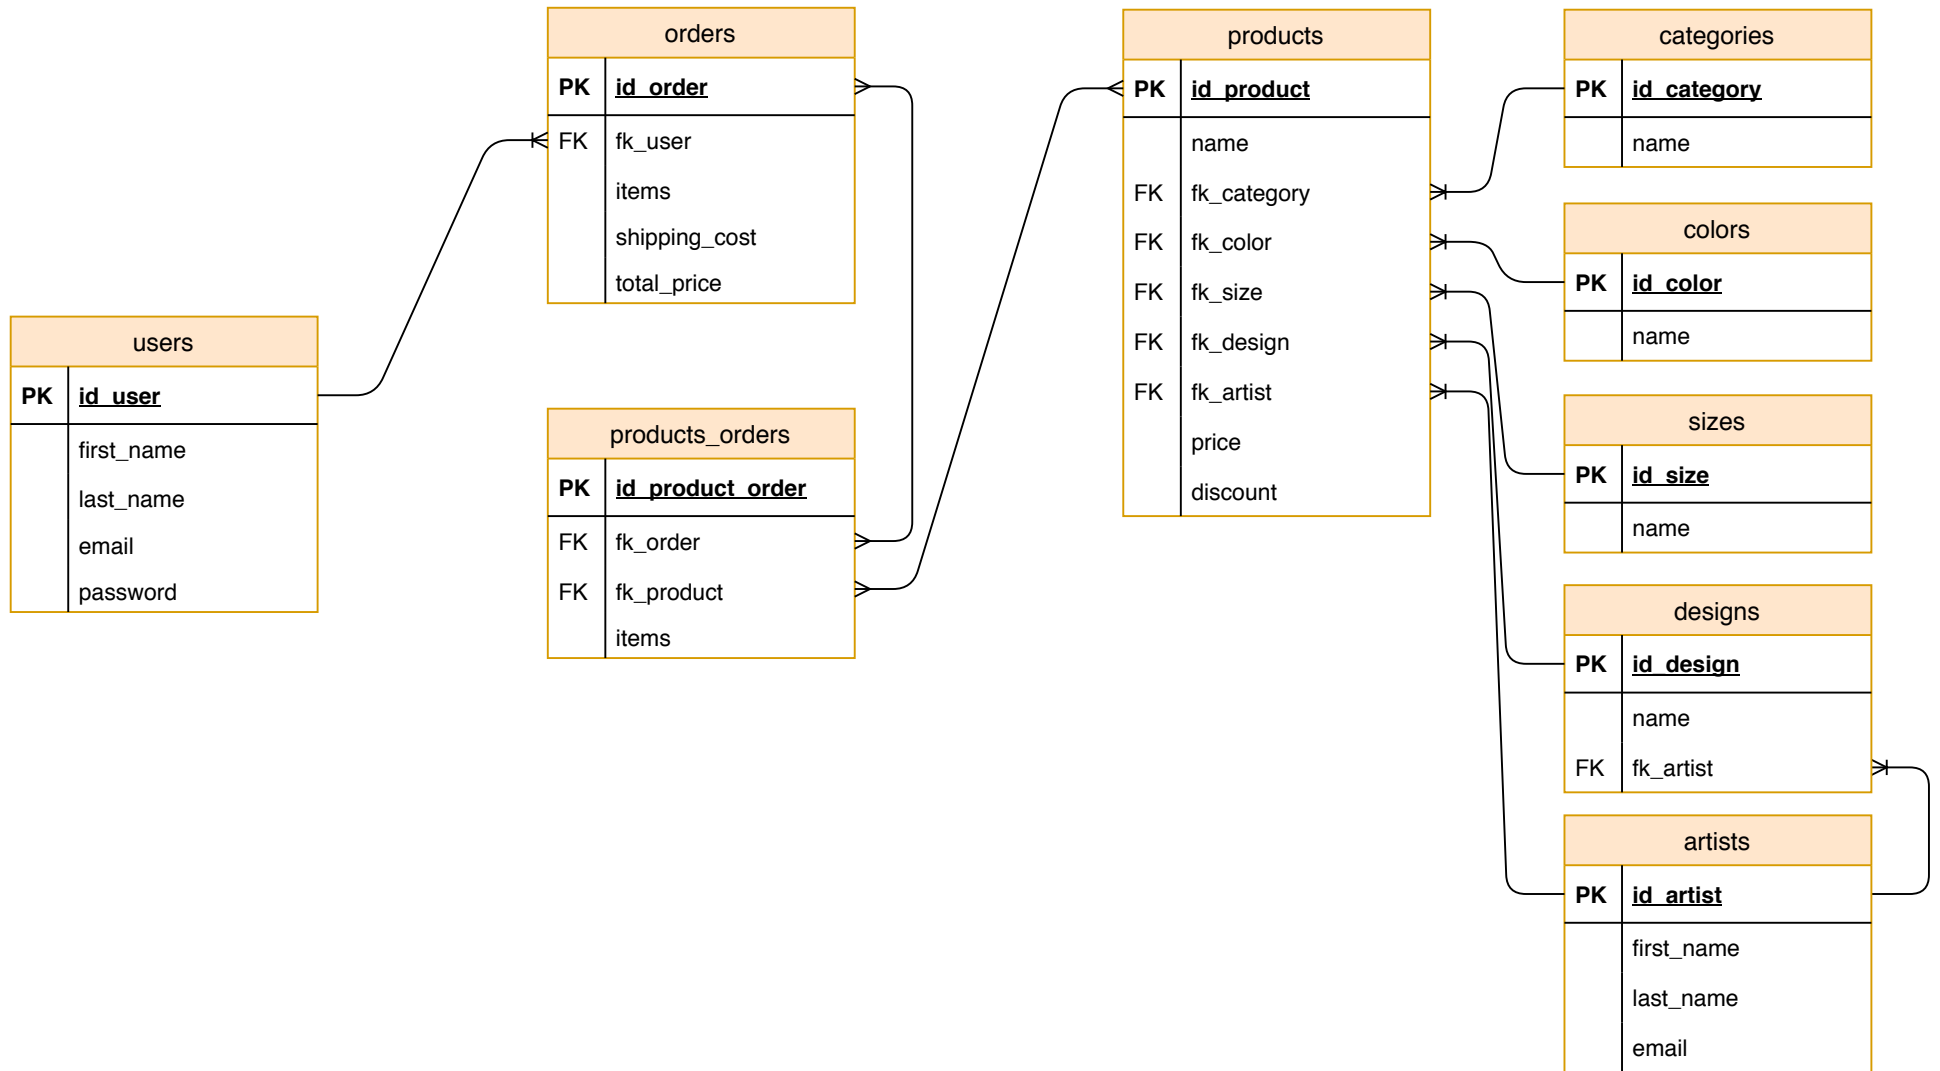 users
PK id_user
first_name
last_name
email
password
orders
PK id_order
FK fk_user
items
shipping_cost
total_price
products_orders
PK id_product_order
FK fk_order
FK fk_product
items
products
PK id_product
name
FK fk_category
FK fk_color
FK fk_size
FK fk_design
FK fk_artist
price
discount
categories
PK id_category
name
colors
PK id_color
name
sizes
PK id_size
name
designs
PK id_design
name
FK fk_artist
artists
PK id_artist
first_name
last_name
email